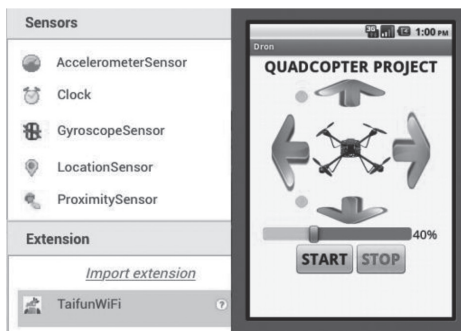 Sensors
AccelerometerSensor
Clock
GyroscopeSensor
LocationSensor
ProximitySensor
Extension
Import extension
TaifunWiFi
?
3G 1:00 PM
Dron
QUADCOPTER PROJECT
40%
START STOP